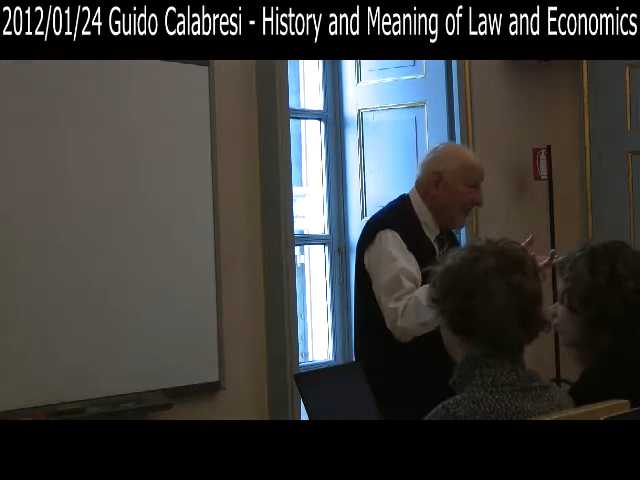 2012/01/24 Guido Calabresi - History and Meaning of Law and Economics